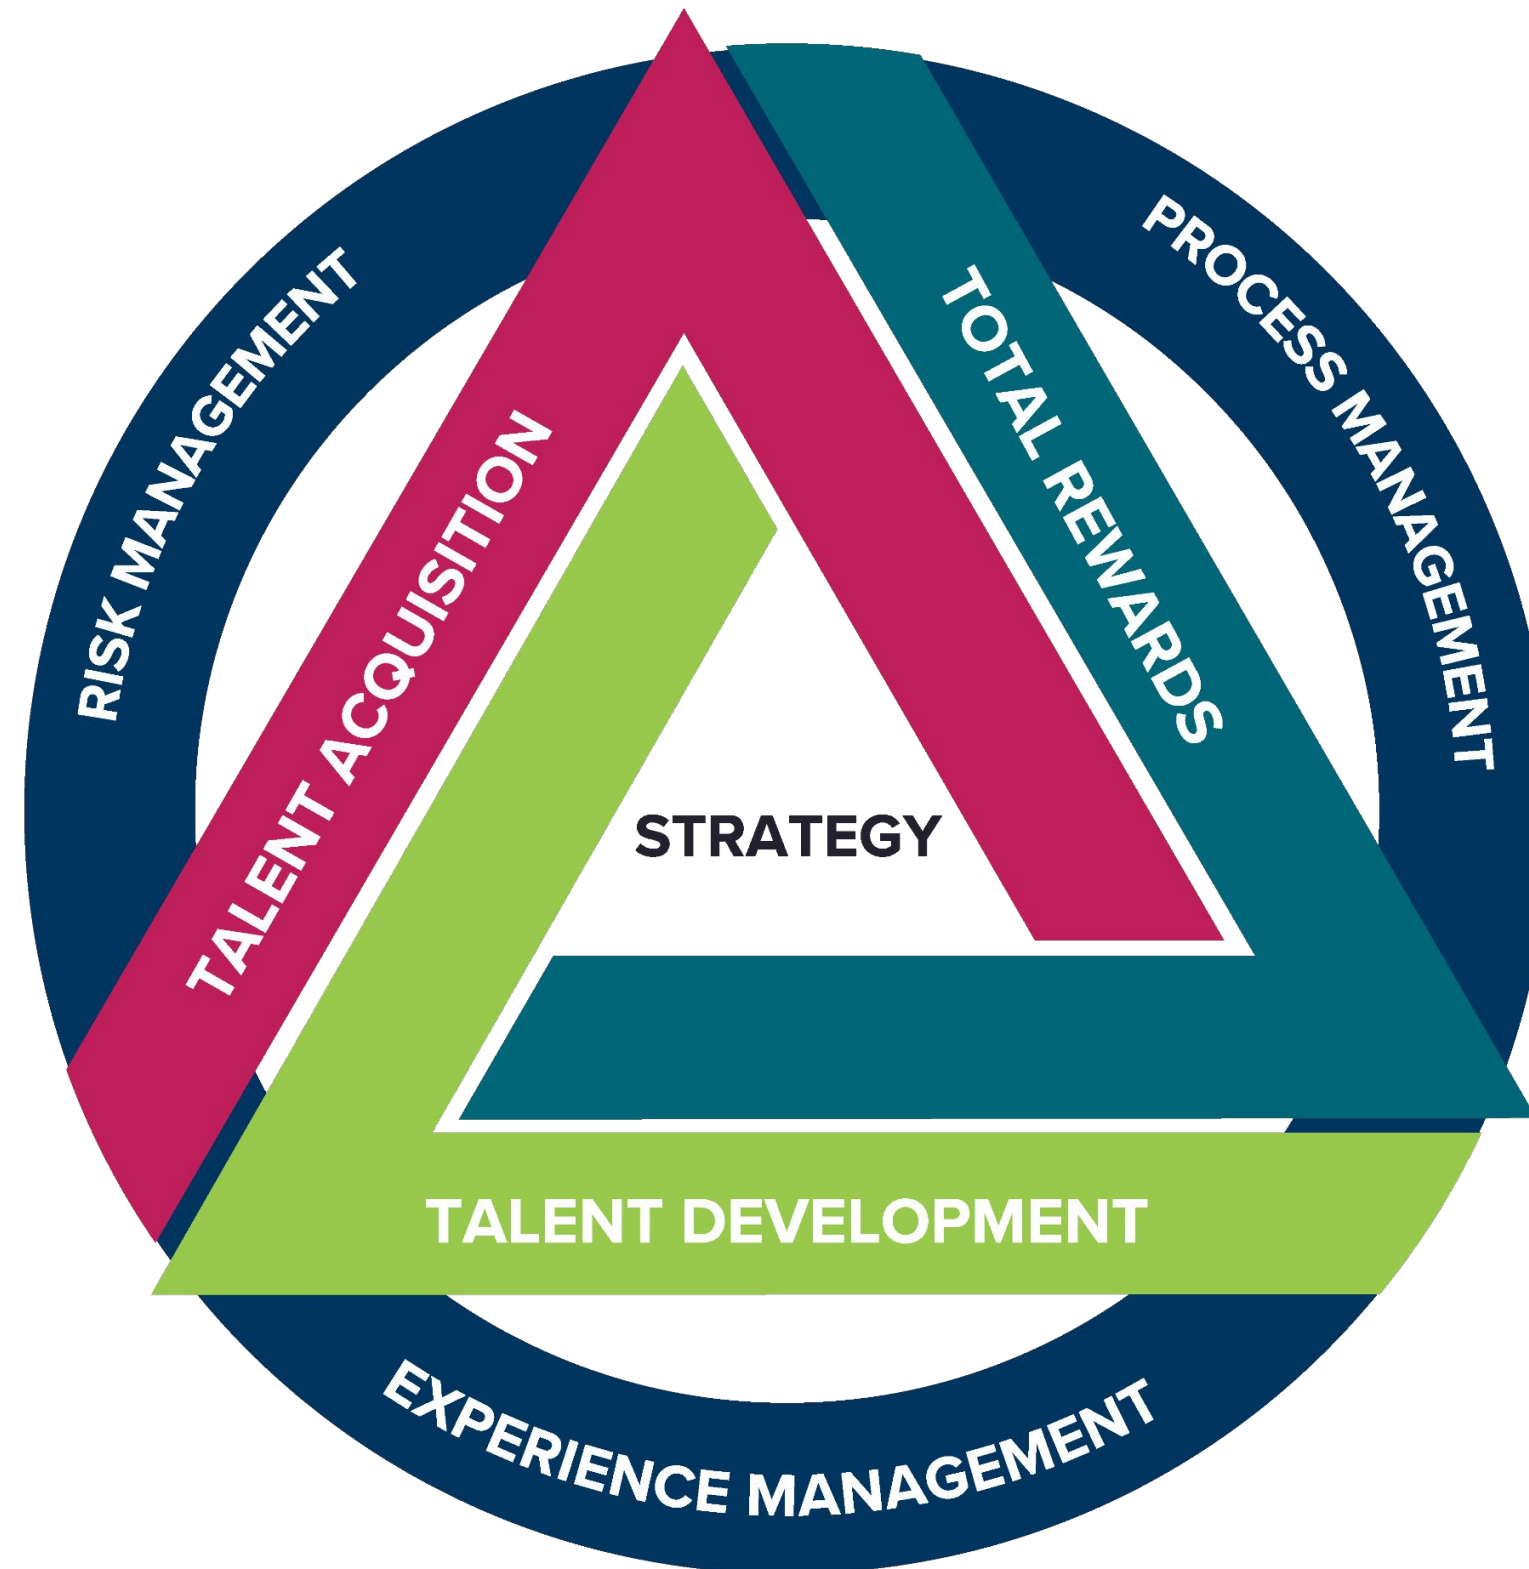 RISK MANAGEMENT
PROCESS MANAGEMENT
TALENT ACQUISITION
TOTAL REWARDS
STRATEGY
TALENT DEVELOPMENT
EXPERIENCE MANAGEMENT